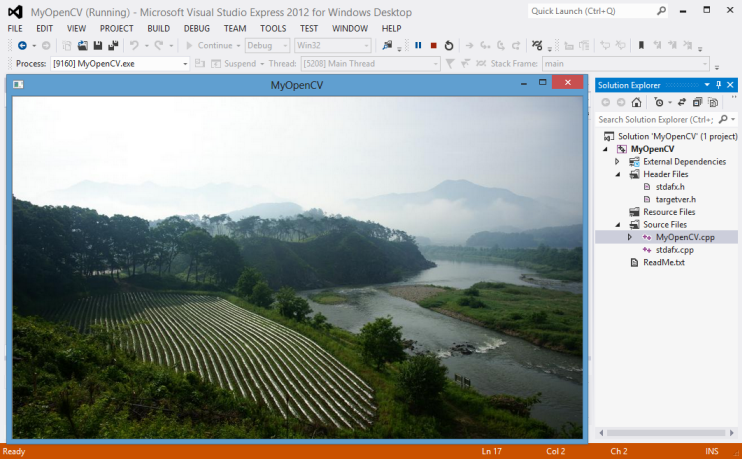 MyOpenCV (Running) - Microsoft Visual Studio Express 2012 for Windows Desktop
Quick Launch (Ctrl+Q)
FILE EDIT VIEW PROJECT BUILD DEBUG TEAM TOOLS TEST WINDOW HELP
Continue Debug Win32
Process: [9160] MyOpenCV.exe Suspend Thread: [5208] Main Thread Stack Frame: main
MyOpenCV
Solution Explorer
Search Solution Explorer (Ctrl+;
Solution 'MyOpenCV' (1 project)
MyOpenCV
External Dependencies
Header Files
stdafx.h
targetver.h
Resource Files
Source Files
MyOpenCV.cpp
stdafx.cpp
ReadMe.txt
Ready Ln 17 Col 2 Ch 2 INS